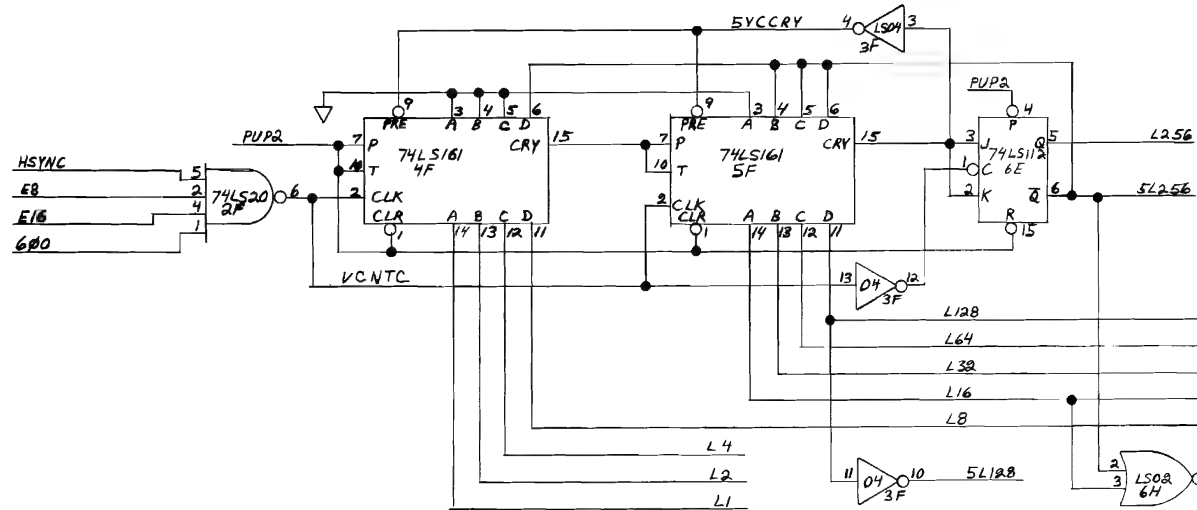 5VCCRY 4 LS04 3
3F
PUP2
9 3 4 5 6 9 3 4 5 6 4
PUP2 7 PRE A B C D 15 7 PRE A B C D 15 3 P 5 L256
P CRY P CRY J Q
HSYNC 5 74LS161 10 74LS161 1 74LS112
10 T 4F T 5F C 6E
E8 2 74LS20 6 2 CLK 2 CLK 2 K Q 6 5L256
E16 4 2F
6φ0 1 CLR A B C D CLR A B C D R
1 14 13 12 11 1 14 13 12 11 15
VCNTC 13 04 12
3F
L128
L64
L32
L16
L8
L4
11 04 10 5L128 2 LS02
L2 3F 3 6H
L1